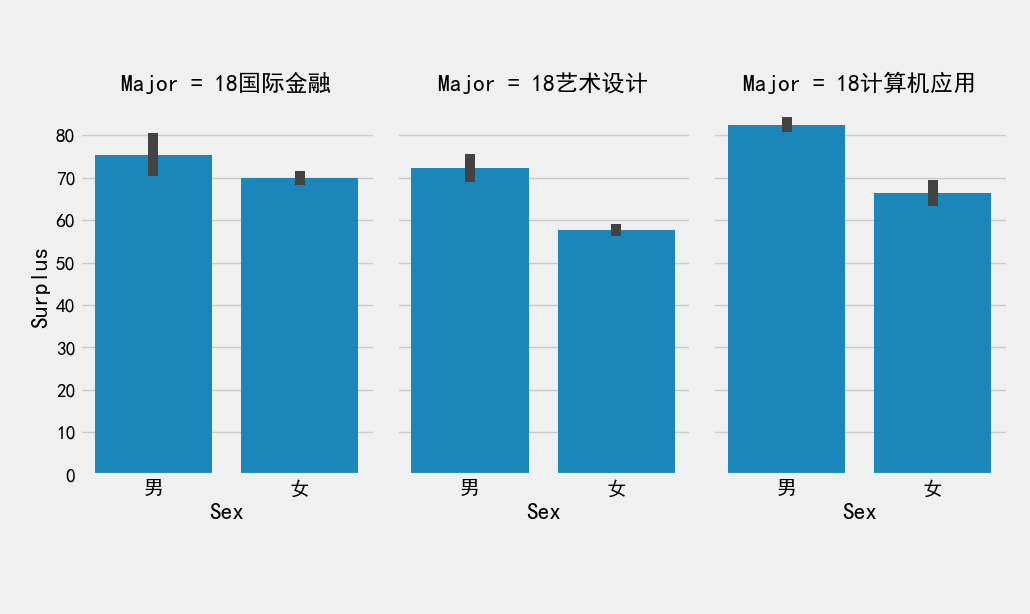 Major = 18国际金融
Major = 18艺术设计
Major = 18计算机应用
Surplus
80
70
60
50
40
30
20
10
0
男
女
男
女
男
女
Sex
Sex
Sex